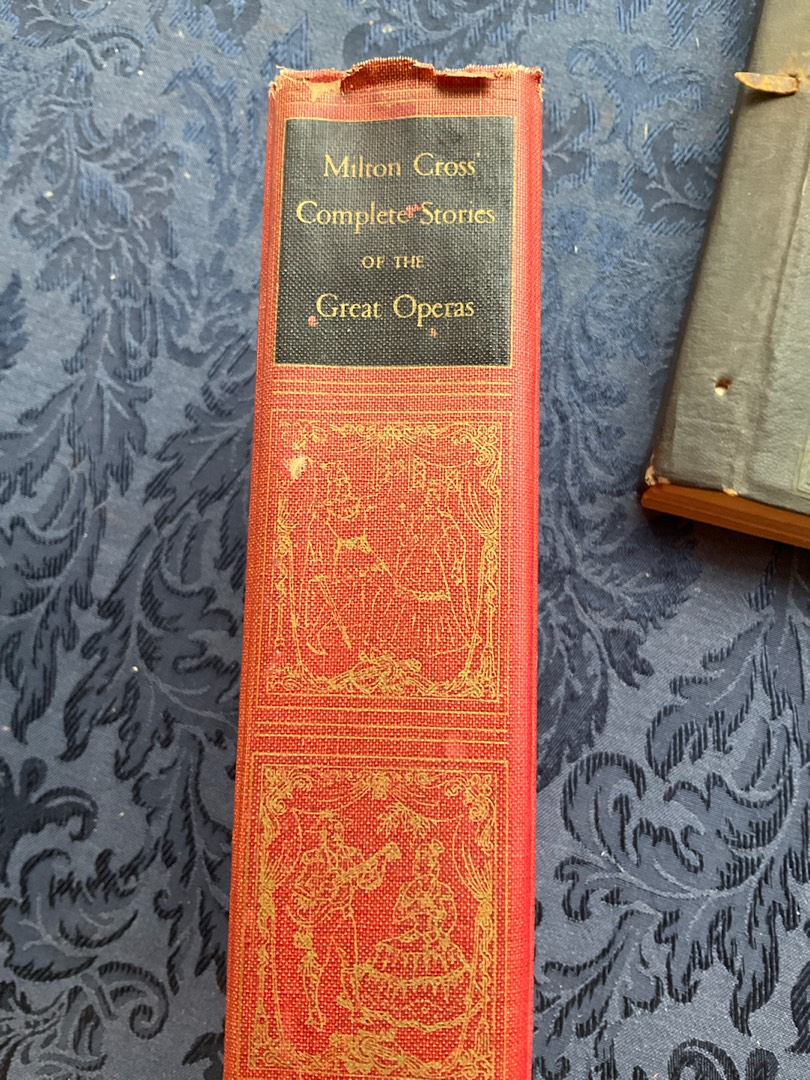 Milton Cross'
Complete Stories
OF THE
Great Operas